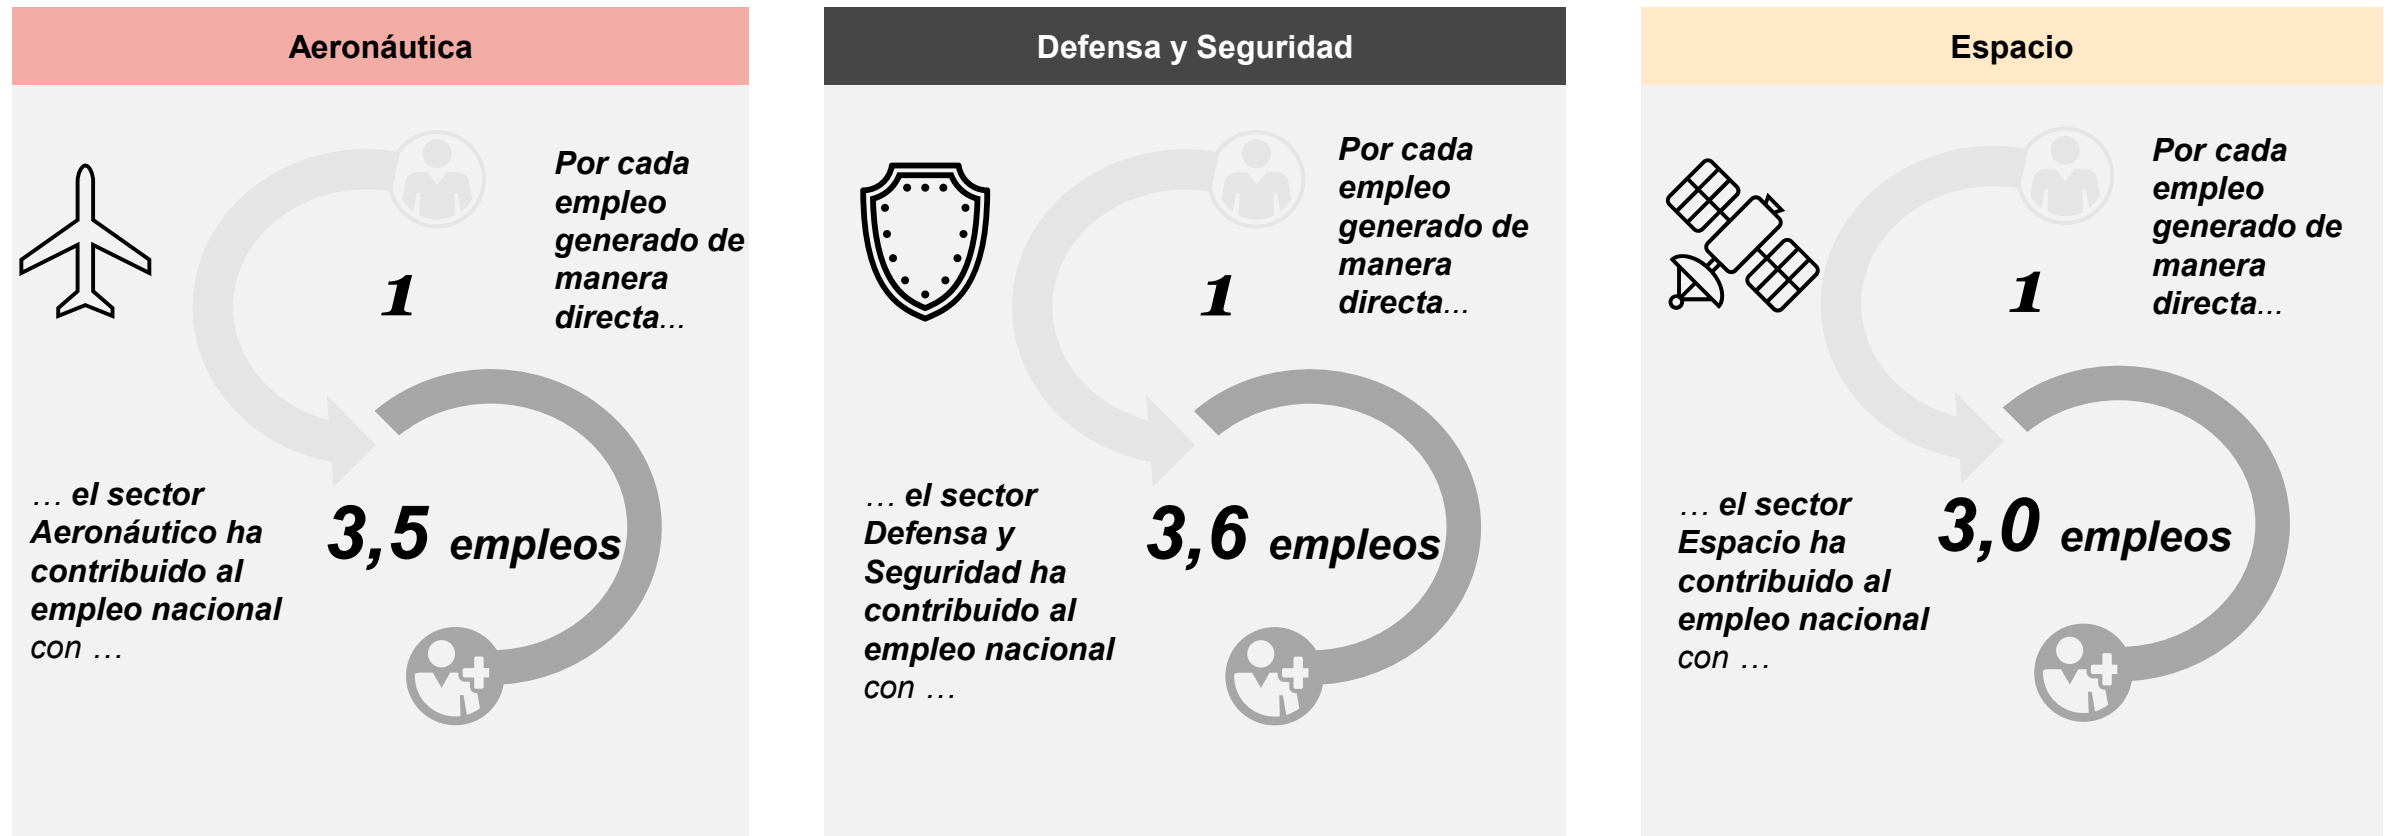 Aeronáutica
Por cada
empleo
generado de
manera
directa...
1
… el sector
Aeronáutico ha
contribuido al
empleo nacional
con …
3,5 empleos
Defensa y Seguridad
Por cada
empleo
generado de
manera
directa...
1
… el sector
Defensa y
Seguridad ha
contribuido al
empleo nacional
con …
3,6 empleos
Espacio
Por cada
empleo
generado de
manera
directa...
1
… el sector
Espacio ha
contribuido al
empleo nacional
con …
3,0 empleos